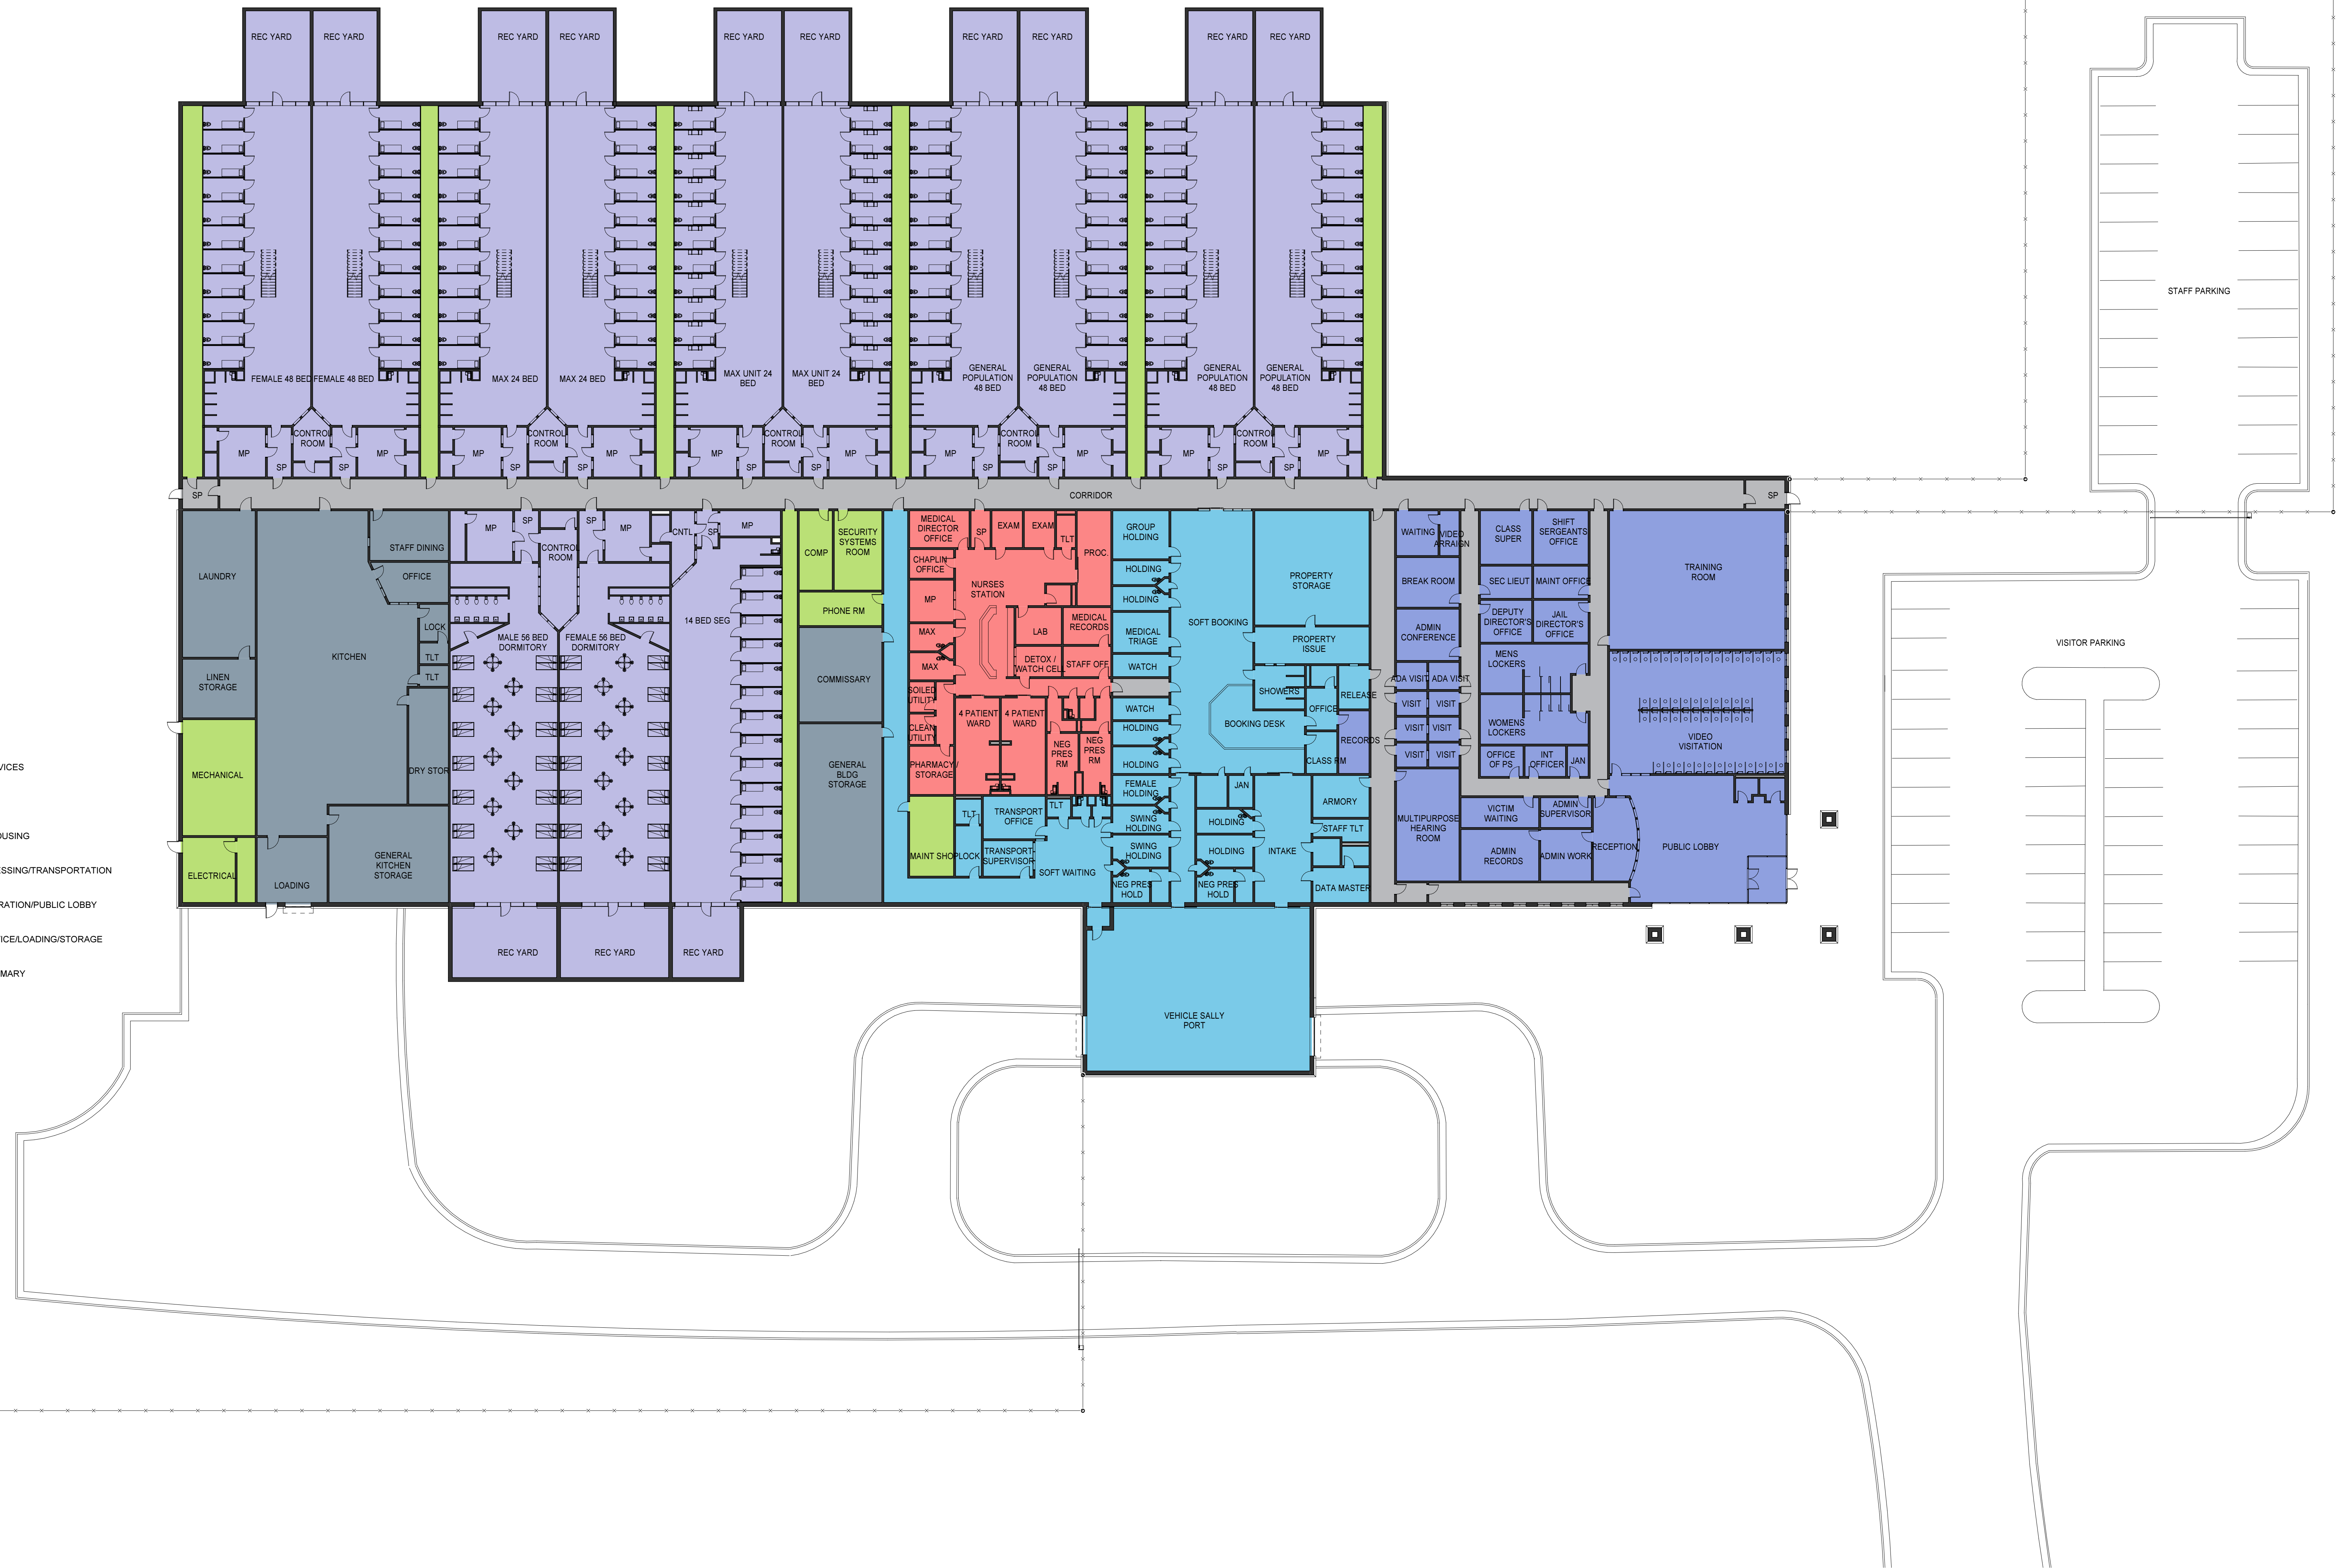 REC YARD
REC YARD
REC YARD
REC YARD
REC YARD
REC YARD
REC YARD
REC YARD
REC YARD
REC YARD
STAFF PARKING
FEMALE 48 BED
FEMALE 48 BED
MAX 24 BED
MAX 24 BED
MAX UNIT 24
BED
MAX UNIT 24
BED
GENERAL
POPULATION
48 BED
GENERAL
POPULATION
48 BED
GENERAL
POPULATION
48 BED
GENERAL
POPULATION
48 BED
MP
SP
CONTROL
ROOM
SP
MP
MP
SP
CONTROL
ROOM
SP
MP
MP
SP
CONTROL
ROOM
SP
MP
MP
SP
CONTROL
ROOM
SP
MP
MP
SP
CONTROL
ROOM
SP
MP
SP
CORRIDOR
SP
LAUNDRY
LINEN
STORAGE
MECHANICAL
ELECTRICAL
KITCHEN
STAFF DINING
OFFICE
LOCK
TLT
TLT
DRY STOR
GENERAL
KITCHEN
STORAGE
LOADING
MP
SP
CONTROL
ROOM
SP
MP
MALE 56 BED
DORMITORY
FEMALE 56 BED
DORMITORY
CNTL
SP
MP
14 BED SEG
REC YARD
REC YARD
REC YARD
COMP
SECURITY
SYSTEMS
ROOM
PHONE RM
COMMISSARY
GENERAL
BLDG
STORAGE
MEDICAL
DIRECTOR
OFFICE
SP
EXAM
EXAM
TLT
PROC.
CHAPLIN
OFFICE
NURSES
STATION
MP
MAX
MAX
LAB
MEDICAL
RECORDS
DETOX /
WATCH CELL
STAFF OFF
SOILED
UTILITY
CLEAN
UTILITY
PHARMACY/
STORAGE
4 PATIENT
WARD
4 PATIENT
WARD
NEG
PRES
RM
NEG
PRES
RM
MAINT SHOP
TLT
LOCK
TRANSPORT
OFFICE
TRANSPORT
SUPERVISOR
TLT
SOFT WAITING
GROUP
HOLDING
HOLDING
HOLDING
MEDICAL
TRIAGE
WATCH
WATCH
HOLDING
HOLDING
FEMALE
HOLDING
SWING
HOLDING
SWING
HOLDING
NEG PRES
HOLD
SOFT BOOKING
BOOKING DESK
PROPERTY
STORAGE
PROPERTY
ISSUE
SHOWERS
OFFICE
RELEASE
RECORDS
CLASS RM
JAN
HOLDING
HOLDING
NEG PRES
HOLD
INTAKE
ARMORY
STAFF TLT
DATA MASTER
VEHICLE SALLY
PORT
WAITING
VIDEO
ARRAIGN
BREAK ROOM
ADMIN
CONFERENCE
ADA VISIT
ADA VISIT
VISIT
VISIT
VISIT
VISIT
VISIT
VISIT
MULTIPURPOSE
HEARING
ROOM
CLASS
SUPER
SHIFT
SERGEANTS
OFFICE
SEC LIEUT
MAINT OFFICE
DEPUTY
DIRECTOR'S
OFFICE
JAIL
DIRECTOR'S
OFFICE
MENS
LOCKERS
WOMENS
LOCKERS
OFFICE
OF PS
INT
OFFICER
JAN
VICTIM
WAITING
ADMIN
SUPERVISOR
ADMIN
RECORDS
ADMIN WORK
RECEPTION
TRAINING
ROOM
VIDEO
VISITATION
PUBLIC LOBBY
VISITOR PARKING
VICES
OUSING
ESSING/TRANSPORTATION
RATION/PUBLIC LOBBY
ICE/LOADING/STORAGE
MARY